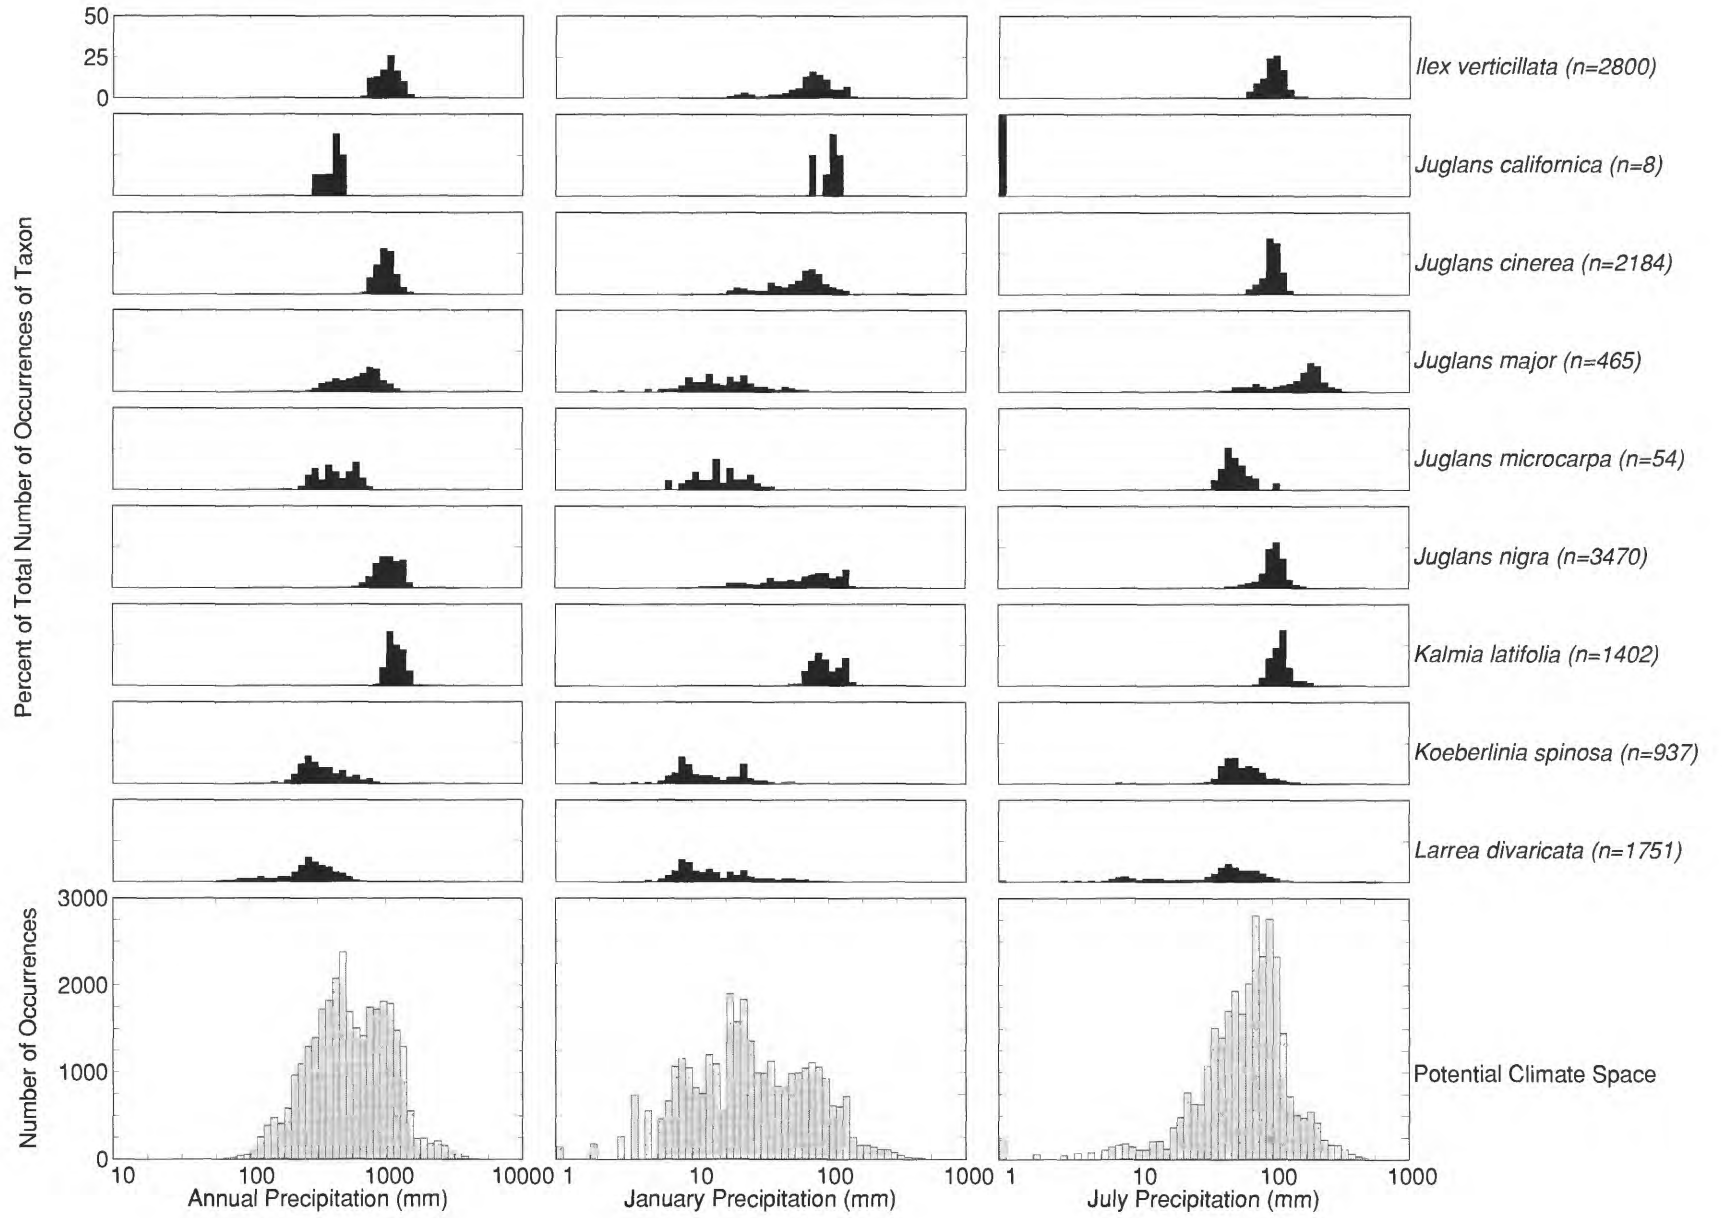 50
25
0
Ilex verticillata (n=2800)
Juglans californica (n=8)
Juglans cinerea (n=2184)
Juglans major (n=465)
Juglans microcarpa (n=54)
Juglans nigra (n=3470)
Kalmia latifolia (n=1402)
Koeberlinia spinosa (n=937)
Larrea divaricata (n=1751)
Percent of Total Number of Occurrences of Taxon
3000
2000
1000
0
Number of Occurrences
Potential Climate Space
10 100 1000 10000
1 10 100 1000
1 10 100 1000
Annual Precipitation (mm)
January Precipitation (mm)
July Precipitation (mm)